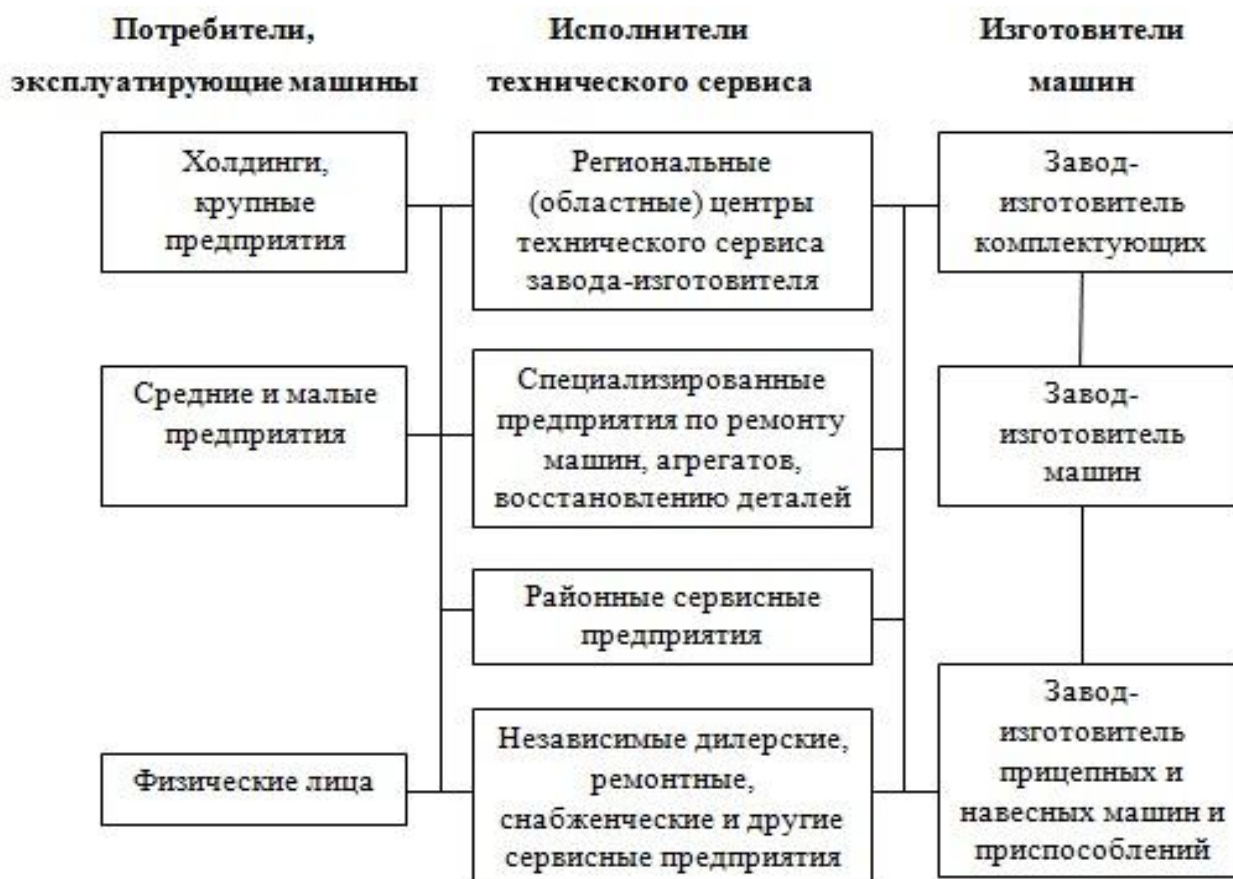 Потребители,
эксплуатирующие машины
Исполнители
технического сервиса
Изготовители
машин
Холдинги,
крупные
предприятия
Региональные
(областные) центры
технического сервиса
завода-изготовителя
Завод-
изготовитель
комплектующих
Средние и малые
предприятия
Специализированные
предприятия по ремонту
машин, агрегатов,
восстановлению деталей
Завод-
изготовитель
машин
Районные сервисные
предприятия
Физические лица
Независимые дилерские,
ремонтные,
снабженческие и другие
сервисные предприятия
Завод-
изготовитель
прицепных и
навесных машин и
приспособлений